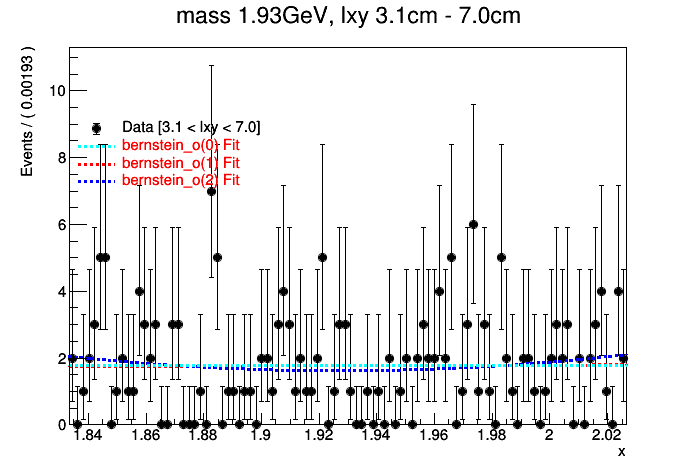 mass 1.93GeV, lxy 3.1cm - 7.0cm
Events / ( 0.00193 )
10
8
6
4
2
0
Data [3.1 < lxy < 7.0]
bernstein_o(0) Fit
bernstein_o(1) Fit
bernstein_o(2) Fit
1.84 1.86 1.88 1.9 1.92 1.94 1.96 1.98 2 2.02
x